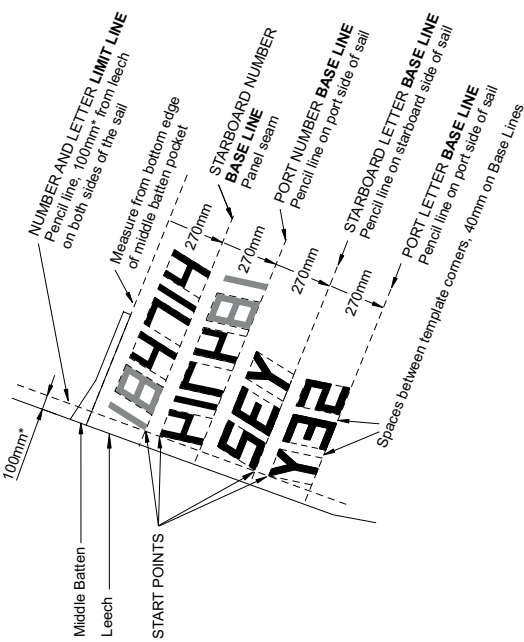 NUMBER AND LETTER LIMIT LINE
Pencil line, 100mm* from leech
on both sides of the sail
100mm*
Measure from bottom edge
of middle batten pocket
Middle Batten
Leech
START POINTS
184714
SEY
270mm
270mm
270mm
270mm
STARBOARD NUMBER
BASE LINE
Panel seam
PORT NUMBER BASE LINE
Pencil line on port side of sail
STARBOARD LETTER BASE LINE
Pencil line on starboard side of sail
PORT LETTER BASE LINE
Pencil line on port side of sail
Spaces between template corners, 40mm on Base Lines